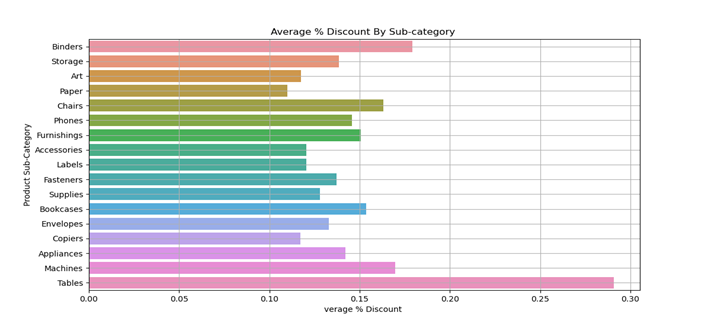 Average % Discount By Sub-category
Product Sub-Category
Binders
Storage
Art
Paper
Chairs
Phones
Furnishings
Accessories
Labels
Fasteners
Supplies
Bookcases
Envelopes
Copiers
Appliances
Machines
Tables
0.00 0.05 0.10 0.15 0.20 0.25 0.30
verage % Discount